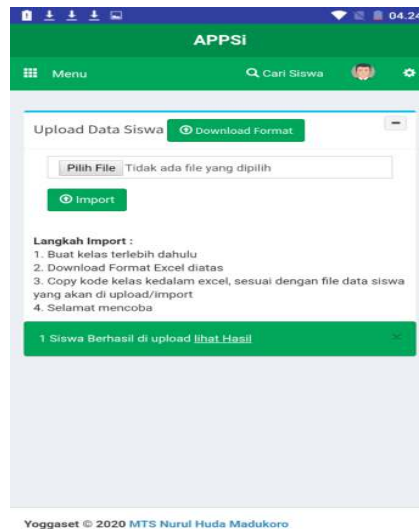 04.24
APPSi
Menu
Cari Siswa
Upload Data Siswa
Download Format
Pilih File Tidak ada file yang dipilih
Import
Langkah Import :
1. Buat kelas terlebih dahulu
2. Download Format Excel diatas
3. Copy kode kelas kedalam excel, sesuai dengan file data siswa
yang akan di upload/import
4. Selamat mencoba
1 Siswa Berhasil di upload lihat Hasil
Yoggaset © 2020 MTS Nurul Huda Madukoro